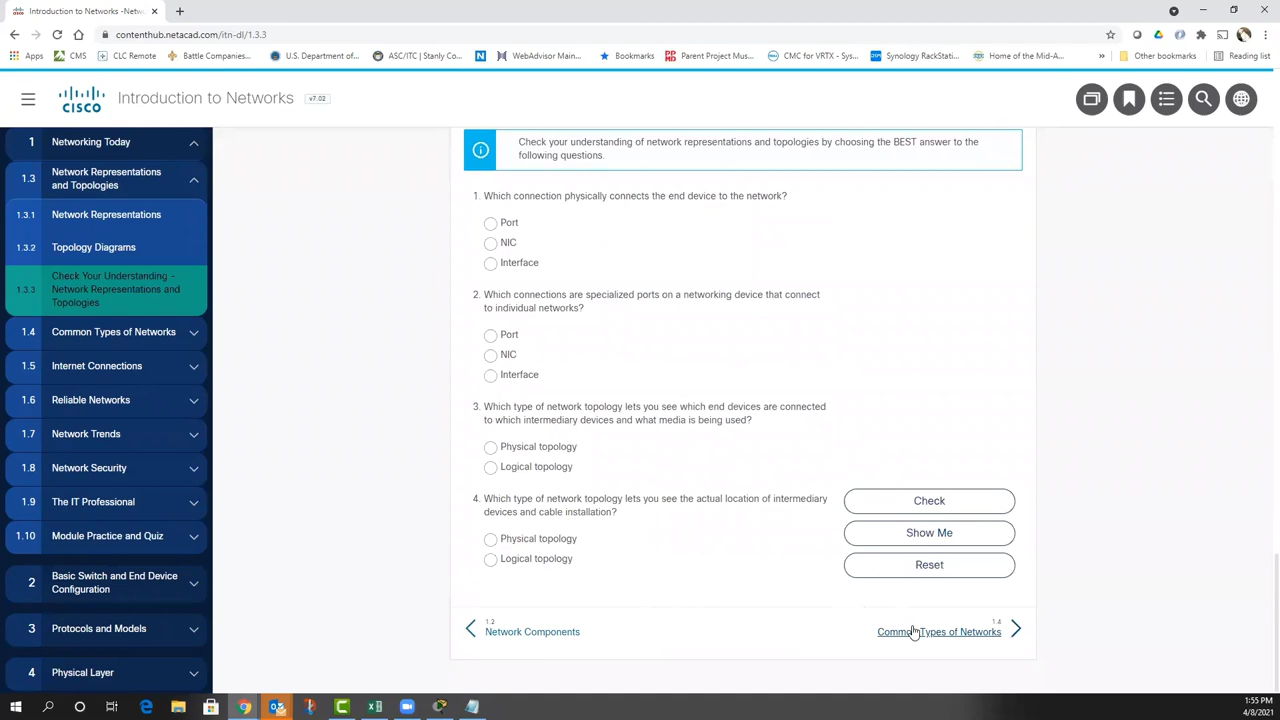 Introduction to Networks -Netw
contenthub.netacad.com/itn-dl/1.3.3
Apps
CMS
CLC Remote
Battle Companies...
U.S. Department of...
ASC/ITC | Stanly Co...
WebAdvisor Main...
Bookmarks
Parent Project Mus...
CMC for VRTX - Sys...
Synology RackStati...
Home of the Mid-A...
»
Other bookmarks
Reading list
CISCO
Introduction to Networks
v7.02
1 Networking Today
1.3 Network Representations
and Topologies
1.3.1 Network Representations
1.3.2 Topology Diagrams
1.3.3 Check Your Understanding -
Network Representations and
Topologies
1.4 Common Types of Networks
1.5 Internet Connections
1.6 Reliable Networks
1.7 Network Trends
1.8 Network Security
1.9 The IT Professional
1.10 Module Practice and Quiz
2 Basic Switch and End Device
Configuration
3 Protocols and Models
4 Physical Layer
Check your understanding of network representations and topologies by choosing the BEST answer to the
following questions.
1. Which connection physically connects the end device to the network?
Port
NIC
Interface
2. Which connections are specialized ports on a networking device that connect
to individual networks?
Port
NIC
Interface
3. Which type of network topology lets you see which end devices are connected
to which intermediary devices and what media is being used?
Physical topology
Logical topology
4. Which type of network topology lets you see the actual location of intermediary
devices and cable installation?
Physical topology
Logical topology
Check
Show Me
Reset
1.2
Network Components
1.4
Common Types of Networks
1:55 PM
4/8/2021